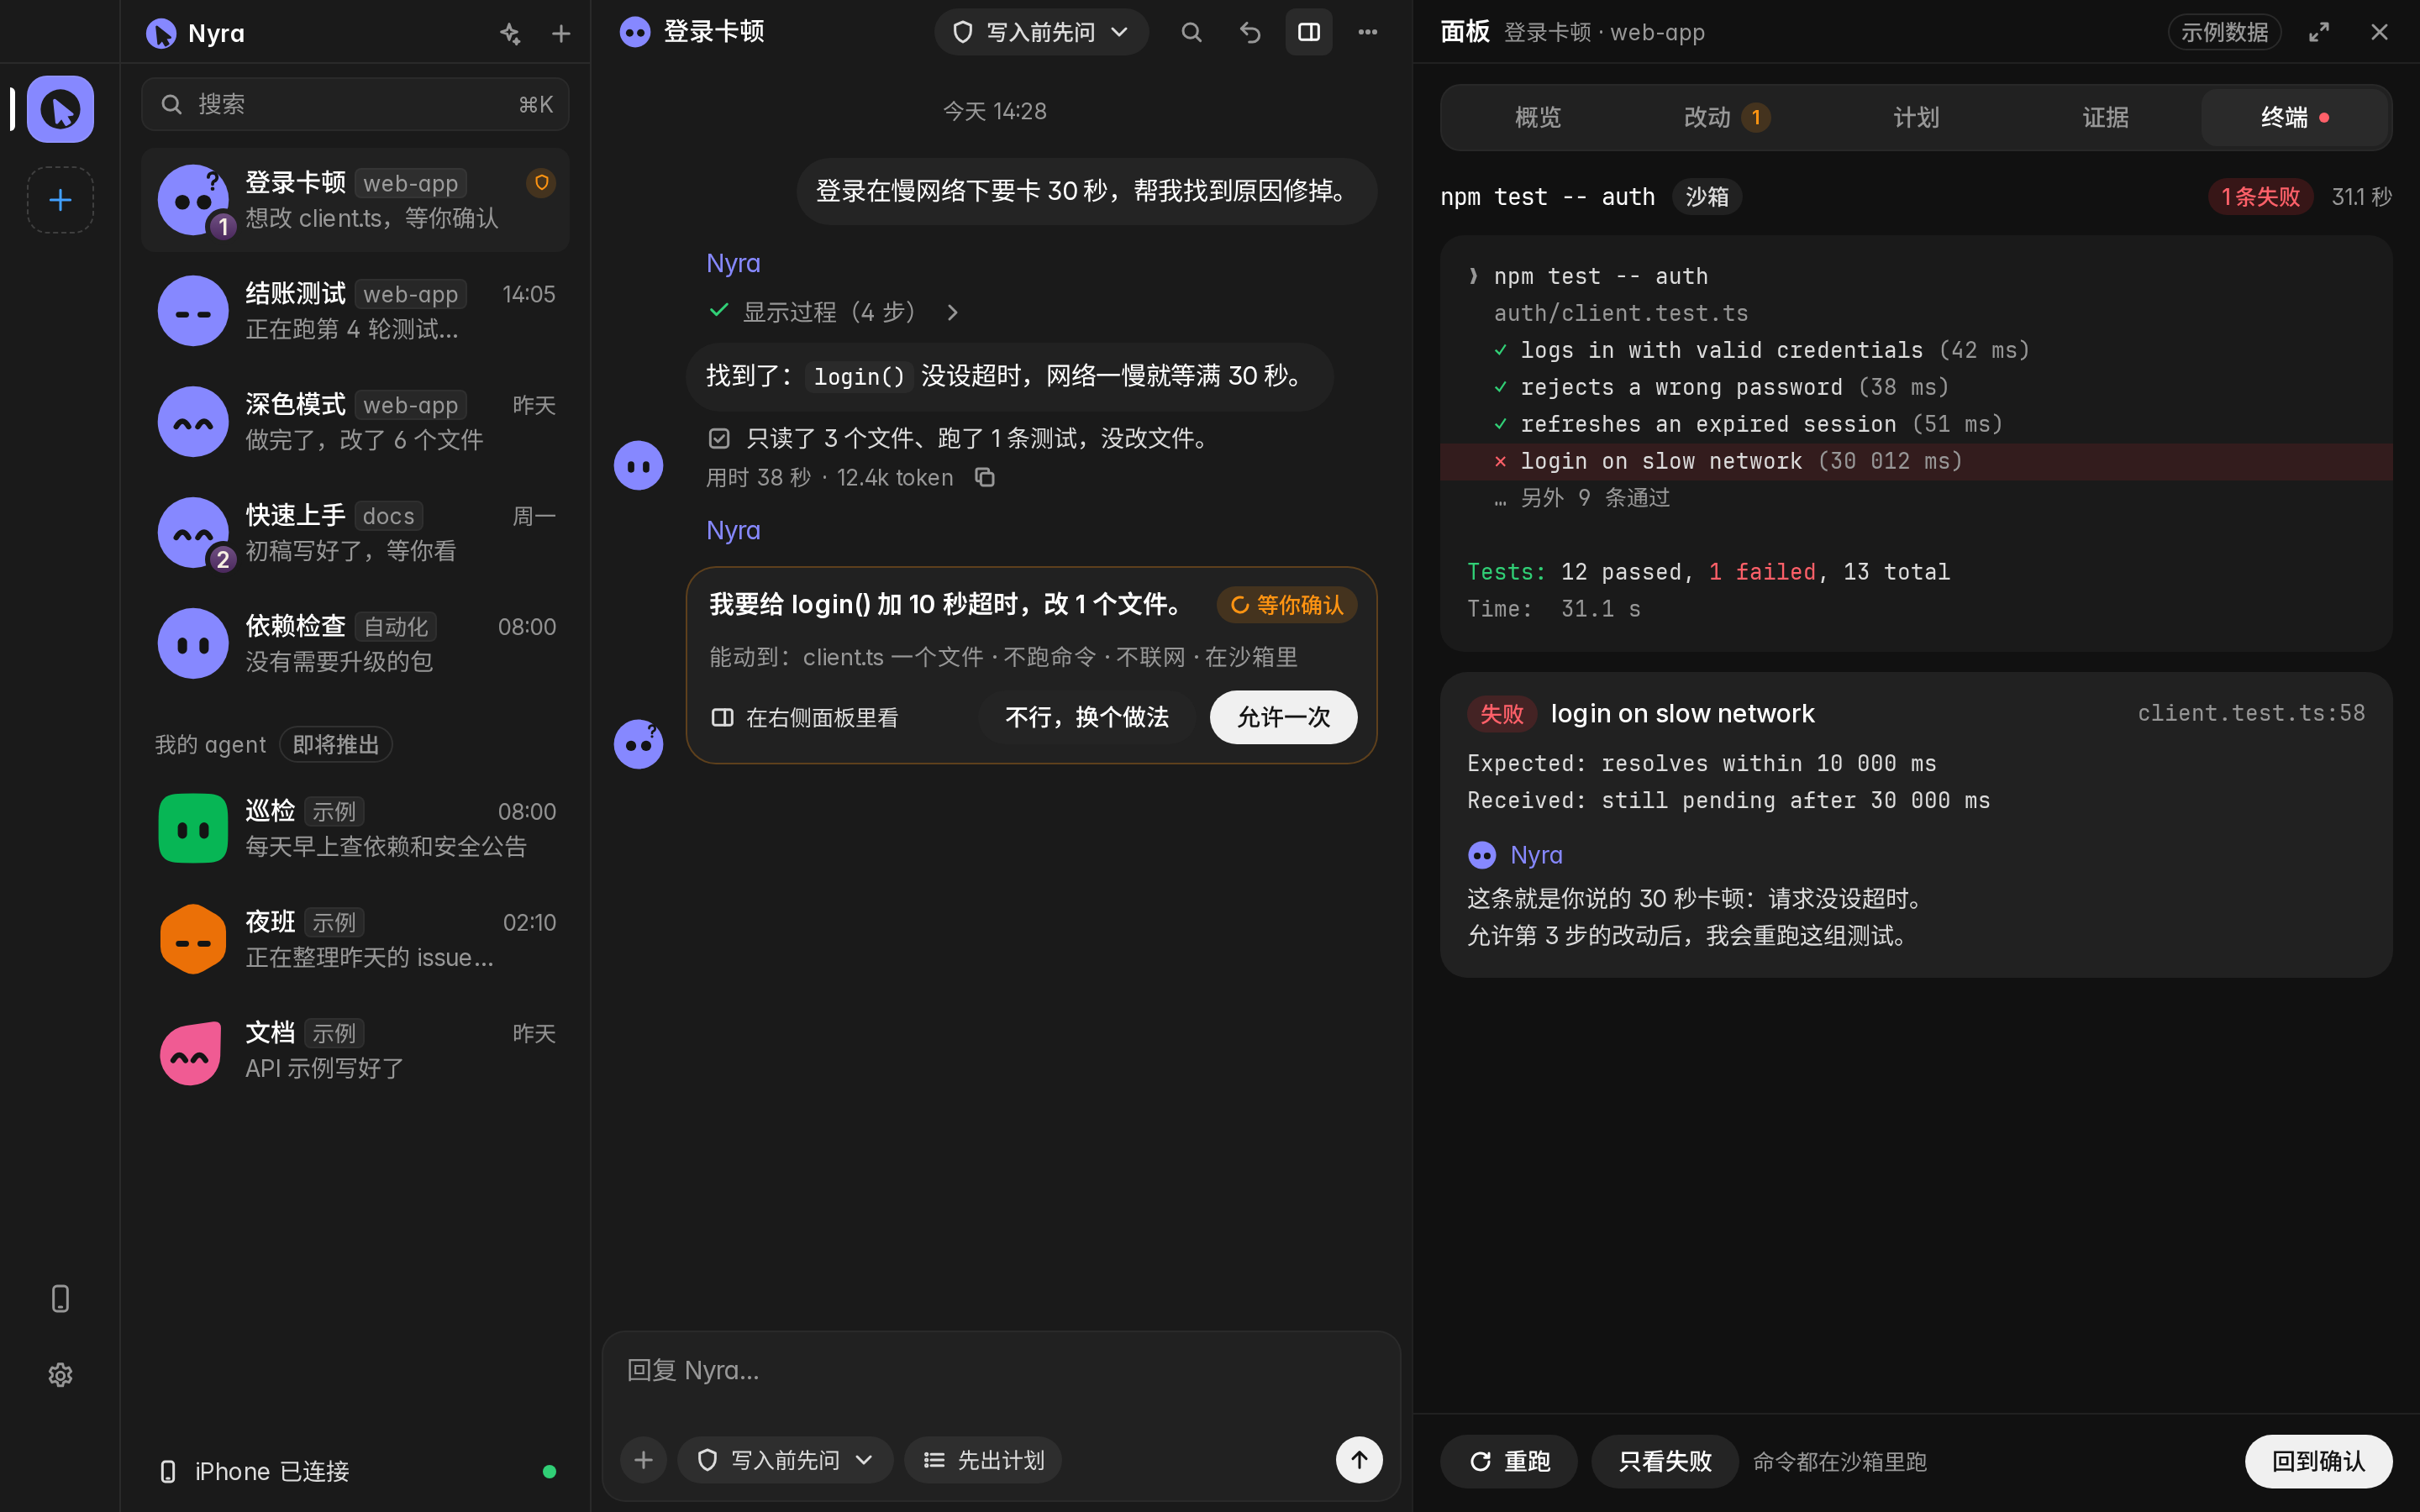 Nyra
搜索 ⌘K
登录卡顿 web-app
想改 client.ts，等你确认
1
结账测试 web-app 14:05
正在跑第 4 轮测试...
深色模式 web-app 昨天
做完了，改了 6 个文件
快速上手 docs 周一
初稿写好了，等你看
2
依赖检查 自动化 08:00
没有需要升级的包
我的 agent 即将推出
巡检 示例 08:00
每天早上查依赖和安全公告
夜班 示例 02:10
正在整理昨天的 issue...
文档 示例 昨天
API 示例写好了
iPhone 已连接
登录卡顿 写入前先问
今天 14:28
登录在慢网络下要卡 30 秒，帮我找到原因修掉。
Nyra
显示过程（4 步）
找到了：login() 没设超时，网络一慢就等满 30 秒。
只读了 3 个文件、跑了 1 条测试，没改文件。
用时 38 秒 · 12.4k token
Nyra
我要给 login() 加 10 秒超时，改 1 个文件。 等你确认
能动到：client.ts 一个文件 · 不跑命令 · 不联网 · 在沙箱里
在右侧面板里看 不行，换个做法 允许一次
?
回复 Nyra...
写入前先问 先出计划
面板 登录卡顿 · web-app 示例数据
概览 改动 1 计划 证据 终端
npm test -- auth 沙箱 1 条失败 31.1 秒
❯ npm test -- auth
auth/client.test.ts
✓ logs in with valid credentials (42 ms)
✓ rejects a wrong password (38 ms)
✓ refreshes an expired session (51 ms)
× login on slow network (30 012 ms)
… 另外 9 条通过
Tests: 12 passed, 1 failed, 13 total
Time: 31.1 s
失败 login on slow network client.test.ts:58
Expected: resolves within 10 000 ms
Received: still pending after 30 000 ms
Nyra
这条就是你说的 30 秒卡顿：请求没设超时。
允许第 3 步的改动后，我会重跑这组测试。
重跑 只看失败 命令都在沙箱里跑 回到确认